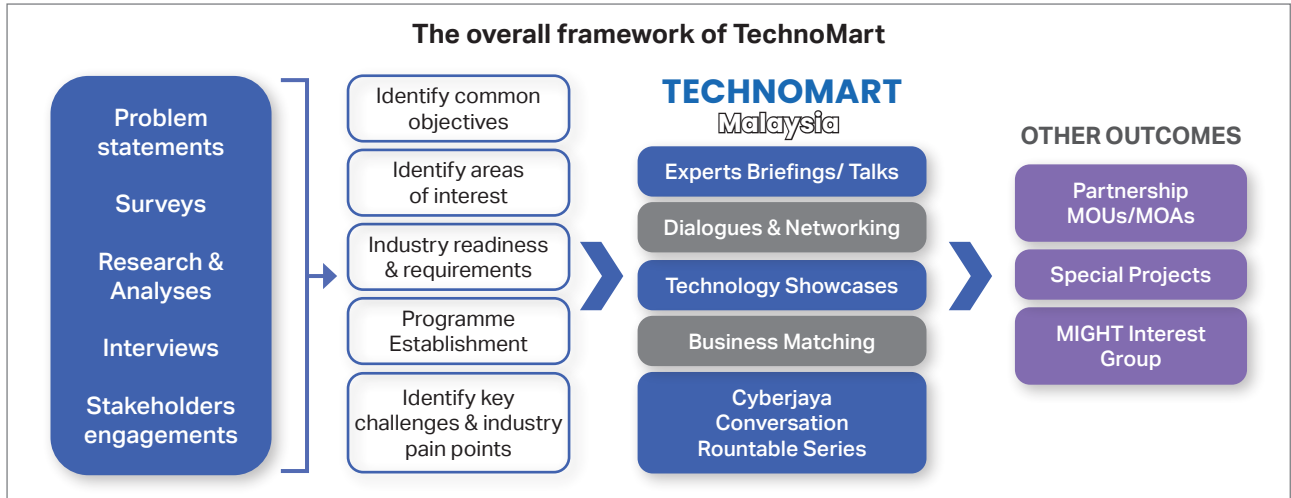 The overall framework of TechnoMart
Problem
statements
Surveys
Research &
Analyses
Interviews
Stakeholders
engagements
Identify common
objectives
Identify areas
of interest
Industry readiness
& requirements
Programme
Establishment
Identify key
challenges & industry
pain points
TECHNOMART
Malaysia
Experts Briefings/ Talks
Dialogues & Networking
Technology Showcases
Business Matching
Cyberjaya
Conversation
Rountable Series
OTHER OUTCOMES
Partnership
MOUs/MOAs
Special Projects
MIGHT Interest
Group